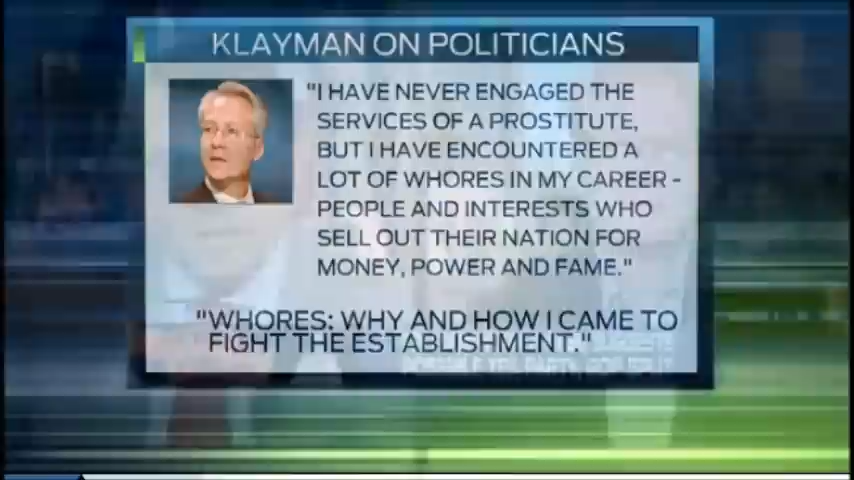 KLAYMAN ON POLITICIANS
"I HAVE NEVER ENGAGED THE
SERVICES OF A PROSTITUTE,
BUT I HAVE ENCOUNTERED A
LOT OF WHORES IN MY CAREER -
PEOPLE AND INTERESTS WHO
SELL OUT THEIR NATION FOR
MONEY, POWER AND FAME."
"WHORES: WHY AND HOW I CAME TO
FIGHT THE ESTABLISHMENT."